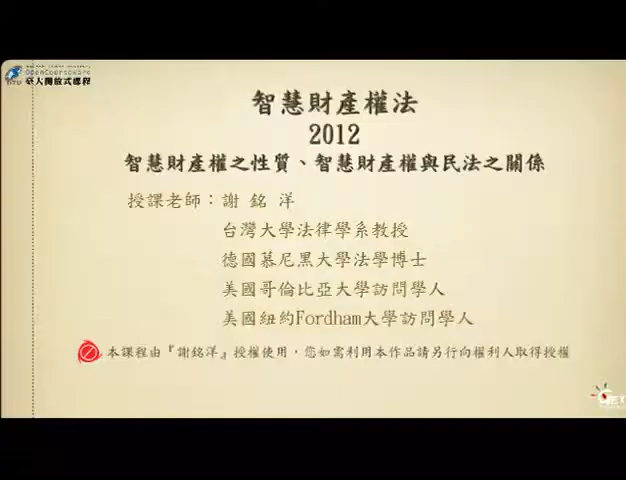 OpenCourseWare
臺大開放式課程
智慧財產權法
2012
智慧財產權之性質、智慧財產權與民法之關係
授課老師：謝 銘 洋
台灣大學法律學系教授
德國慕尼黑大學法學博士
美國哥倫比亞大學訪問學人
美國紐約Fordham大學訪問學人
本課程由『謝銘洋』授權使用，您如需利用本作品請另行向權利人取得授權